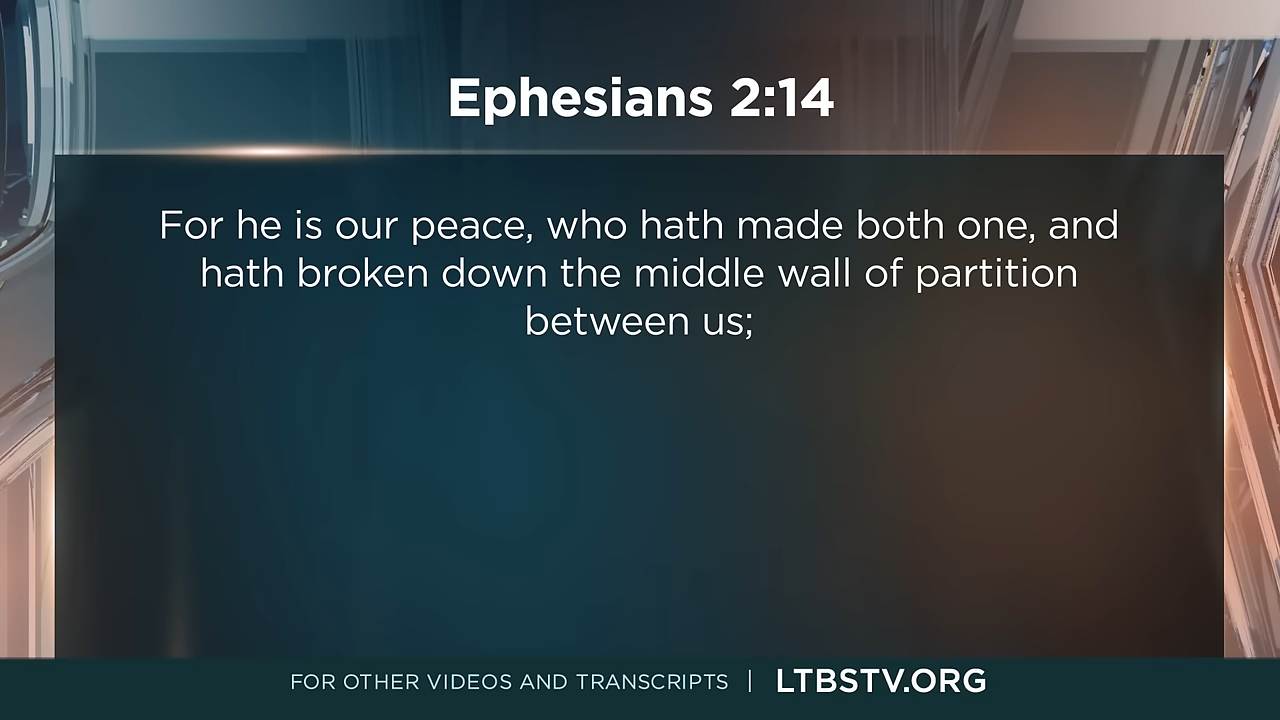 Ephesians 2:14
For he is our peace, who hath made both one, and
hath broken down the middle wall of partition
between us;
FOR OTHER VIDEOS AND TRANSCRIPTS | LTBSTV.ORG